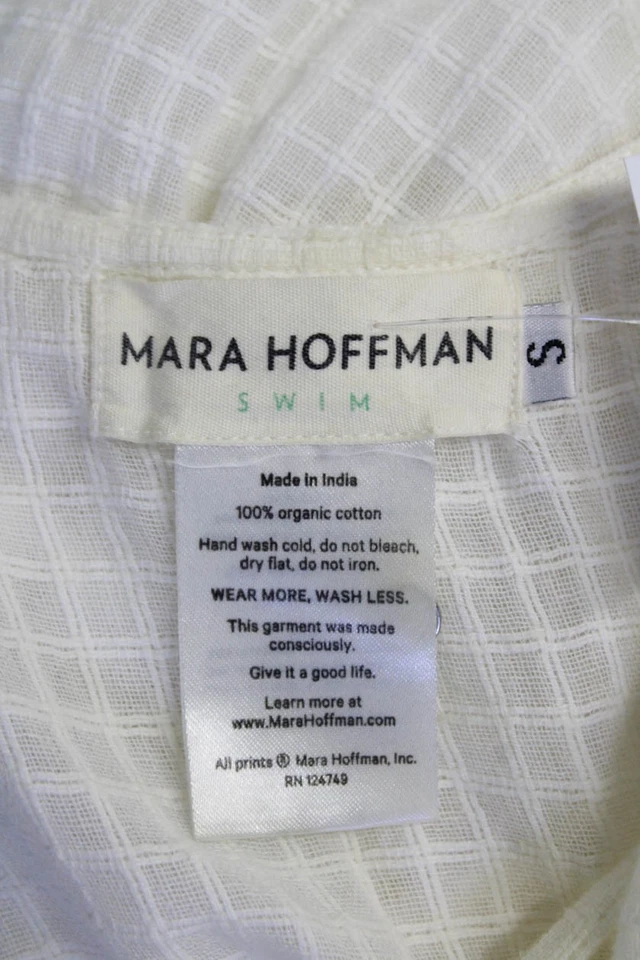 MARA HOFFMAN
SWIM
S
Made in India
100% organic cotton
Hand wash cold, do not bleach,
dry flat, do not iron.
WEAR MORE, WASH LESS.
This garment was made
consciously.
Give it a good life.
Learn more at
www.MaraHoffman.com
All prints ® Mara Hoffman, Inc.
RN 124749